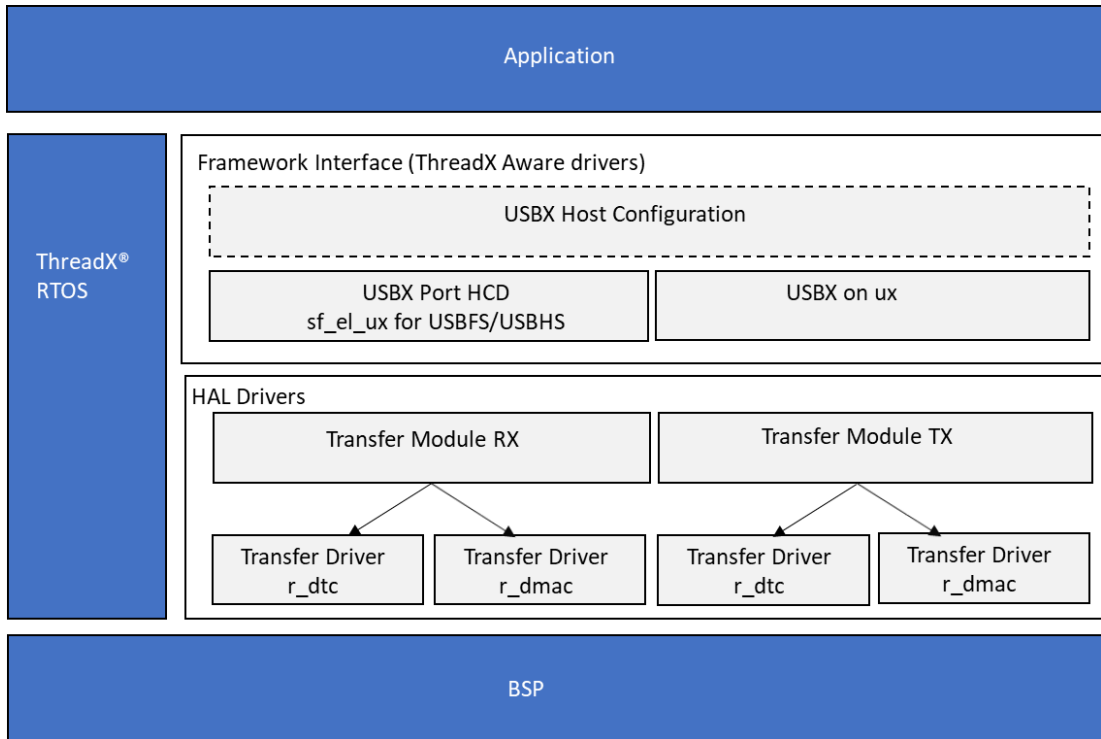 Application
Framework Interface (ThreadX Aware drivers)
USBX Host Configuration
ThreadX®
RTOS
USBX Port HCD
sf_el_ux for USBFS/USBHS
USBX on ux
HAL Drivers
Transfer Module RX
Transfer Module TX
Transfer Driver
r_dtc
Transfer Driver
r_dmac
Transfer Driver
r_dtc
Transfer Driver
r_dmac
BSP